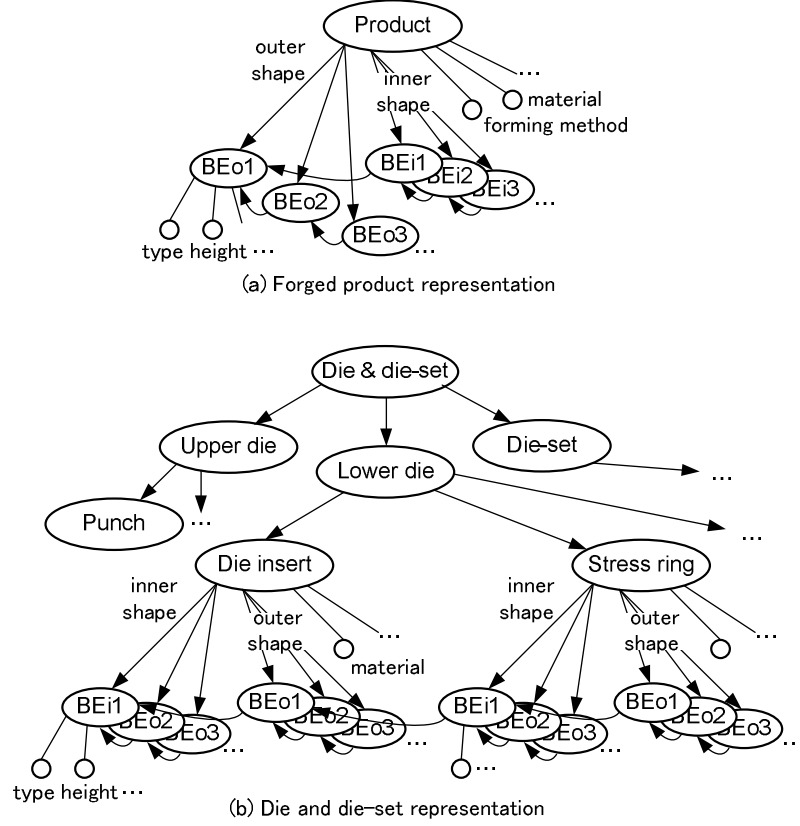 Product
outer
shape
inner
shape
...
material
forming method
BEo1
BEi1
BEi2
BEi3
...
BEo2
BEo3
...
type height ...
(a) Forged product representation
Die & die-set
Upper die
Lower die
Die-set
...
Punch
...
...
Die insert
Stress ring
inner
shape
outer
shape
...
material
inner
shape
outer
shape
...
BEi1
BEo2
BEo3
...
BEo1
BEo2
BEo3
...
BEi1
BEo2
BEo3
...
BEo1
BEo2
BEo3
..
type height ...
...
(b) Die and die-set representation